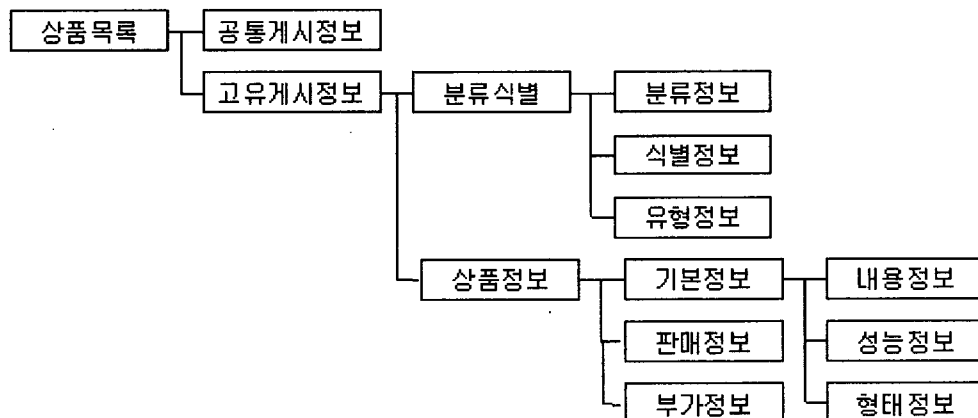 상품목록 공통게시정보
고유게시정보 분류식별 분류정보
식별정보
유형정보
상품정보 기본정보 내용정보
판매정보 성능정보
부가정보 형태정보